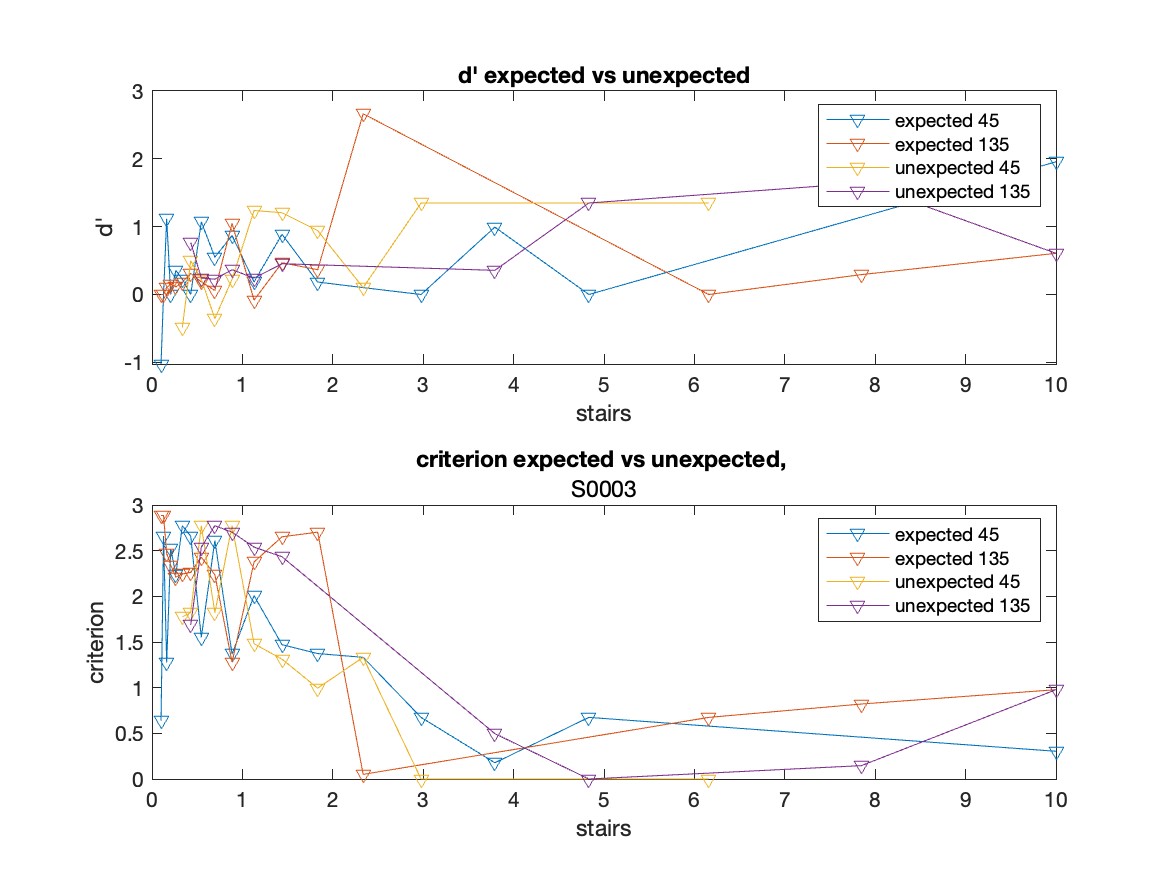 d' expected vs unexpected
3
2
1
0
-1
d'
expected 45
expected 135
unexpected 45
unexpected 135
0 1 2 3 4 5 6 7 8 9 10
stairs
criterion expected vs unexpected,
S0003
3
2.5
2
1.5
1
0.5
0
criterion
expected 45
expected 135
unexpected 45
unexpected 135
0 1 2 3 4 5 6 7 8 9 10
stairs